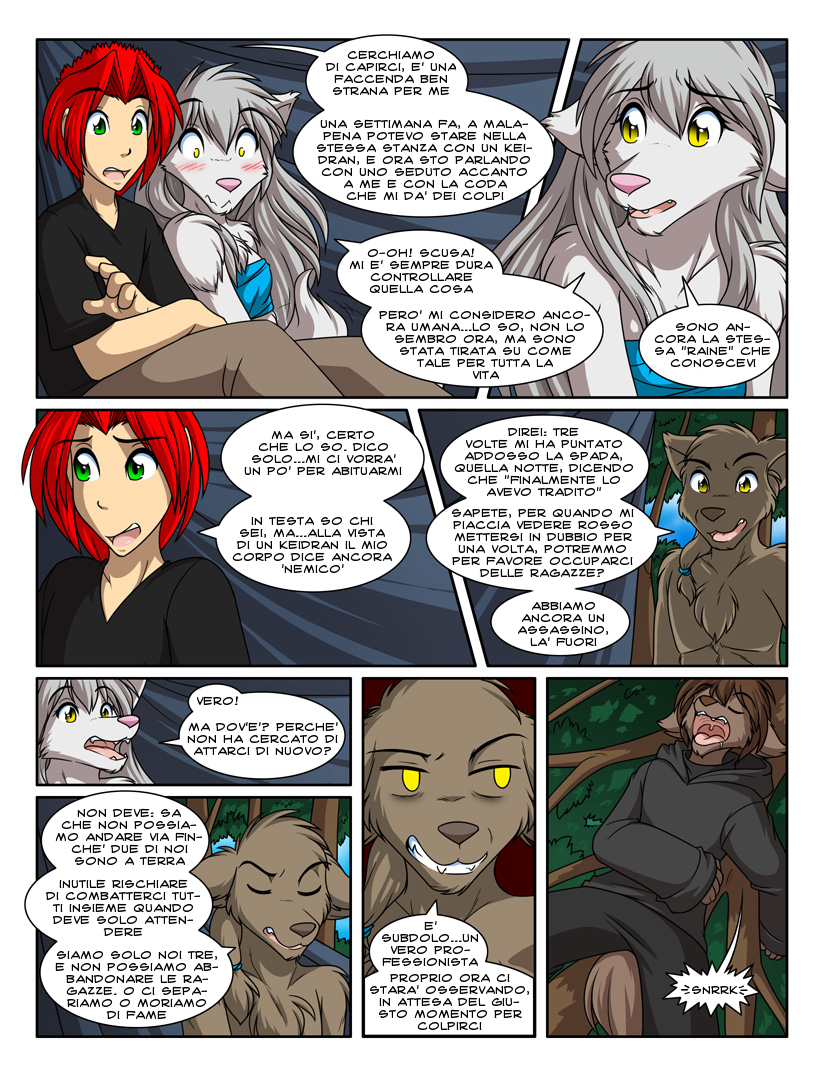 CERCHIAMO
DI CAPIRCI, E' UNA
FACCENDA BEN
STRANA PER ME
UNA SETTIMANA FA, A MALA-
PENA POTEVO STARE NELLA
STESSA STANZA CON UN KEI-
DRAN, E ORA STO PARLANDO
CON UNO SEDUTO ACCANTO
A ME E CON LA CODA
CHE MI DA' DEI COLPI
O-OH! SCUSA!
MI E' SEMPRE DURA
CONTROLLARE
QUELLA COSA
PERO' MI CONSIDERO ANCO-
RA UMANA...LO SO, NON LO
SEMBRO ORA, MA SONO
STATA TIRATA SU COME
TALE PER TUTTA LA
VITA
SONO AN-
CORA LA STES-
SA "RAINE" CHE
CONOSCEVI
MA SI', CERTO
CHE LO SO. DICO
SOLO...MI CI VORRA'
UN PO' PER ABITUARMI
IN TESTA SO CHI
SEI, MA...ALLA VISTA
DI UN KEIDRAN IL MIO
CORPO DICE ANCORA
'NEMICO'
DIREI: TRE
VOLTE MI HA PUNTATO
ADDOSSO LA SPADA,
QUELLA NOTTE, DICENDO
CHE "FINALMENTE LO
AVEVO TRADITO"
SAPETE, PER QUANDO MI
PIACCIA VEDERE ROSSO
METTERSI IN DUBBIO PER
UNA VOLTA, POTREMMO
PER FAVORE OCCUPARCI
DELLE RAGAZZE?
ABBIAMO
ANCORA UN
ASSASSINO,
LA' FUORI
VERO!
MA DOV'E'? PERCHE'
NON HA CERCATO DI
ATTARCI DI NUOVO?
NON DEVE: SA
CHE NON POSSIA-
MO ANDARE VIA FIN-
CHE' DUE DI NOI
SONO A TERRA
INUTILE RISCHIARE
DI COMBATTERCI TUT-
TI INSIEME QUANDO
DEVE SOLO ATTEN-
DERE
SIAMO SOLO NOI TRE,
E NON POSSIAMO AB-
BANDONARE LE RA-
GAZZE. O CI SEPA-
RIAMO O MORIAMO
DI FAME
E'
SUBDOLO...UN
VERO PRO-
FESSIONISTA
PROPRIO ORA CI
STARA' OSSERVANDO,
IN ATTESA DEL GIU-
STO MOMENTO PER
COLPIRCI
SNRRK